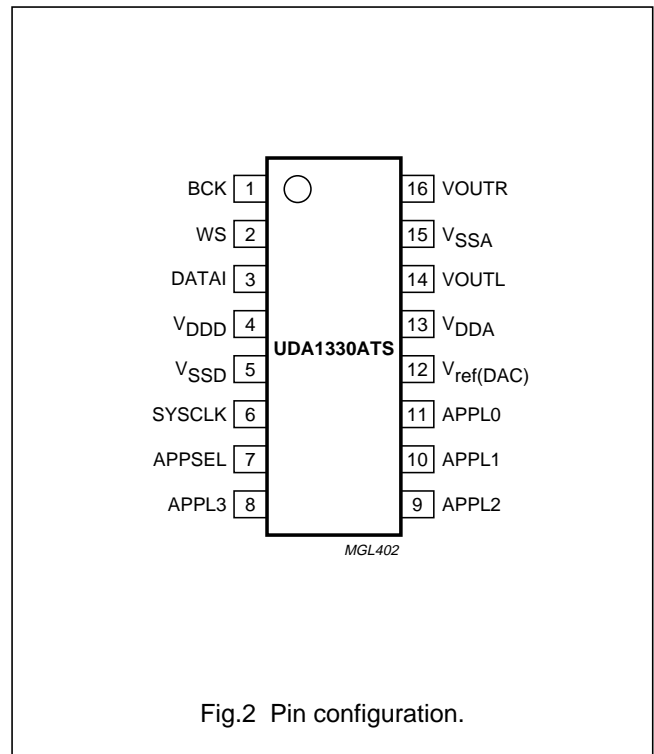 BCK 1 16 VOUTR
WS 2 15 VSSA
DATAI 3 14 VOUTL
VDDD 4 13 VDDA
UDA1330ATS
VSSD 5 12 Vref(DAC)
SYSCLK 6 11 APPL0
APPSEL 7 10 APPL1
APPL3 8 9 APPL2
MGL402
Fig.2 Pin configuration.